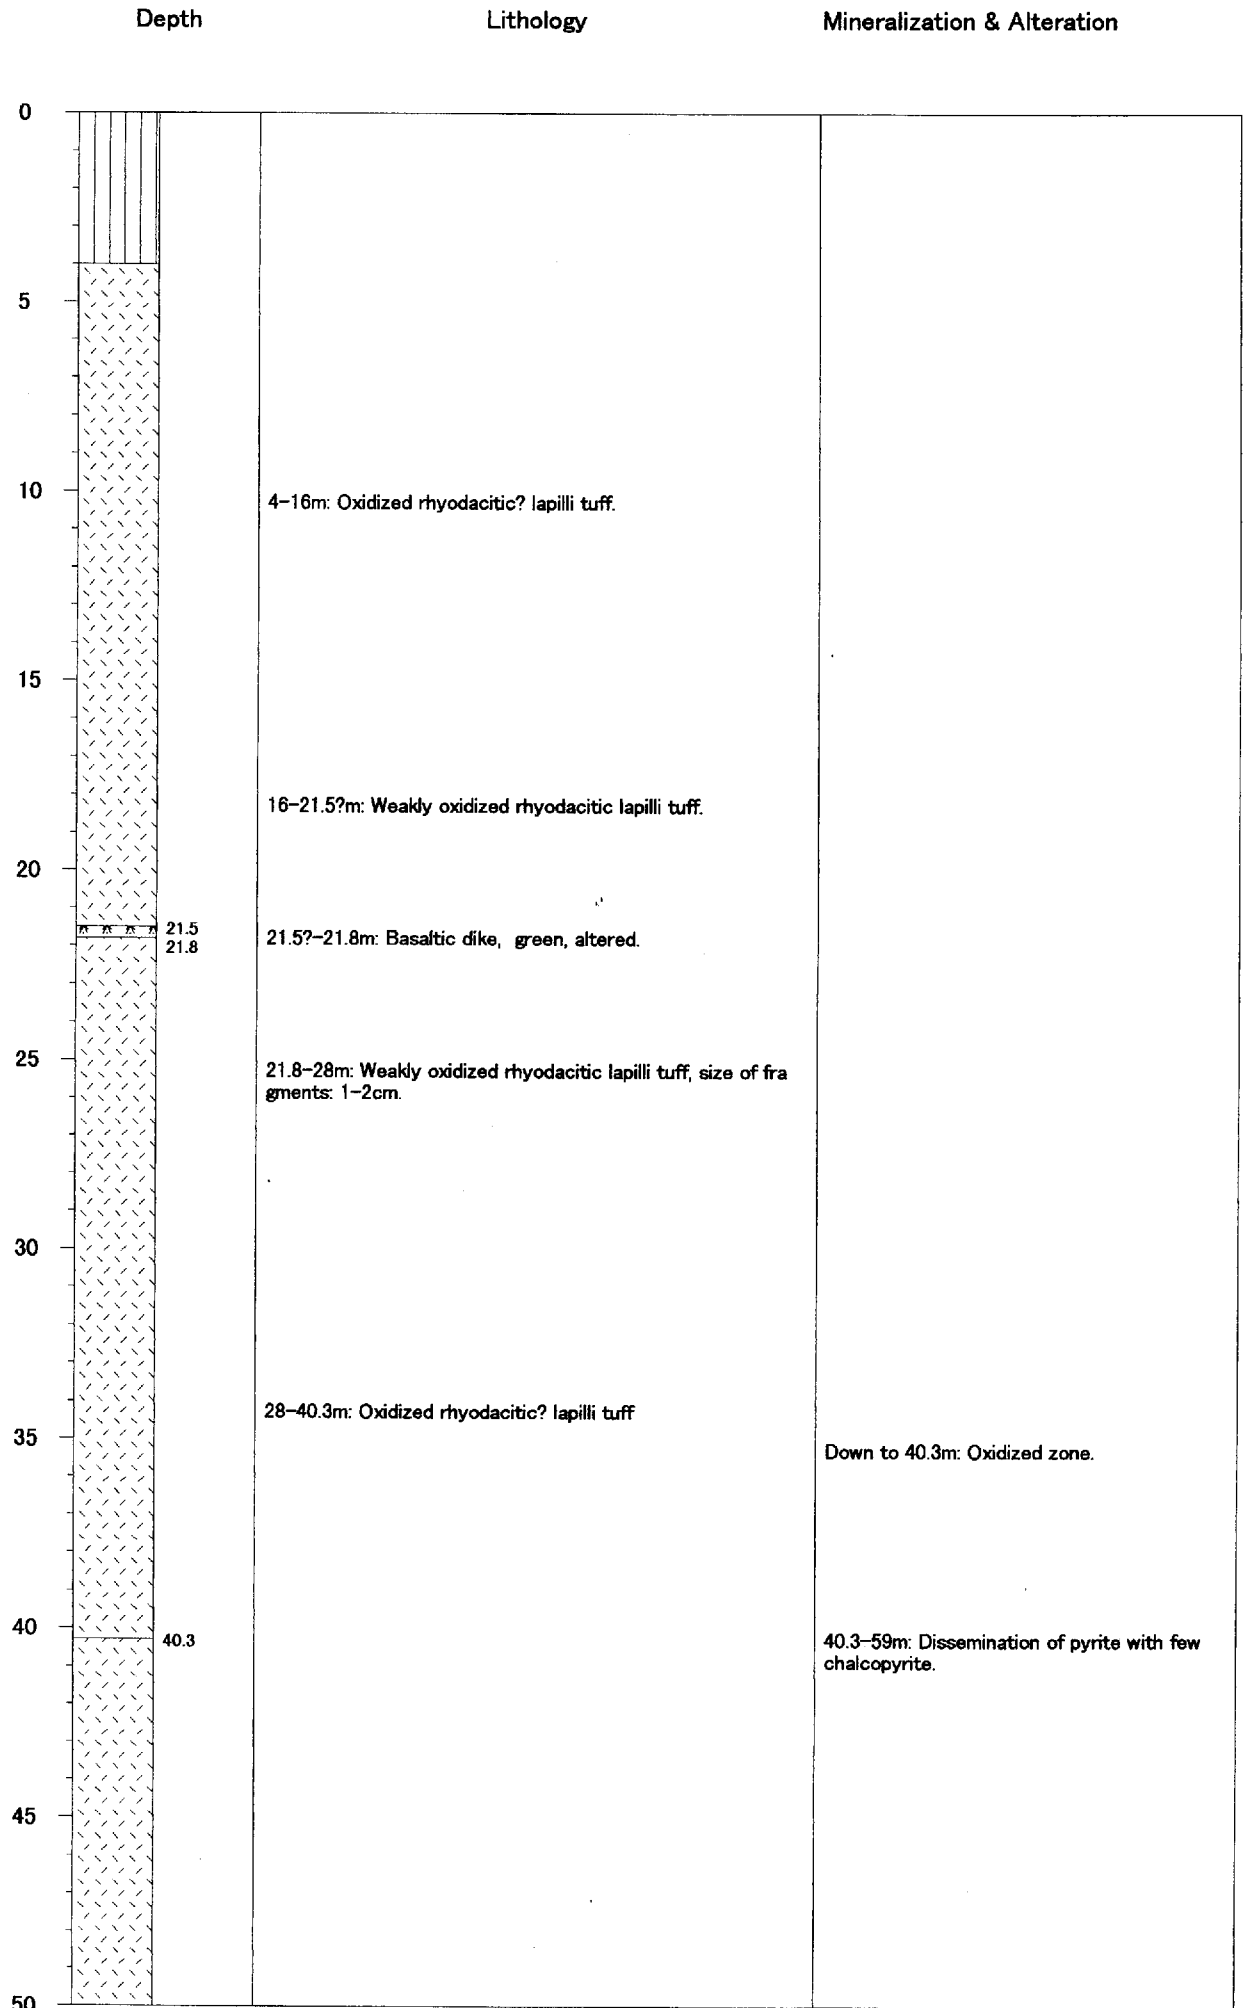 Depth Lithology Mineralization & Alteration
0
5
10
4-16m: Oxidized rhyodacitic? lapilli tuff.
15
16-21.5?m: Weakly oxidized rhyodacitic lapilli tuff.
20
21.5
21.8
21.5?-21.8m: Basaltic dike, green, altered.
25
21.8-28m: Weakly oxidized rhyodacitic lapilli tuff, size of fra
gments: 1-2cm.
30
28-40.3m: Oxidized rhyodacitic? lapilli tuff
35
Down to 40.3m: Oxidized zone.
40
40.3
40.3-59m: Dissemination of pyrite with few
chalcopyrite.
45
50